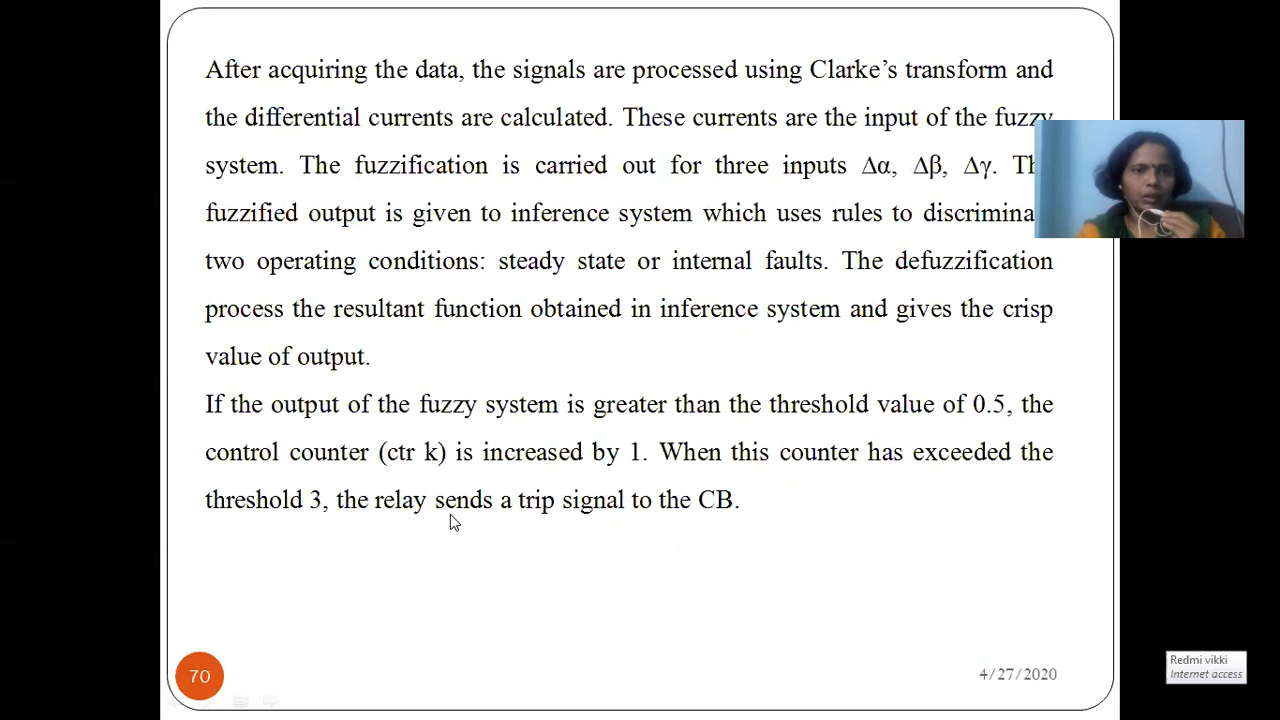 After acquiring the data, the signals are processed using Clarke’s transform and
the differential currents are calculated. These currents are the input of the fuzzy
system. The fuzzification is carried out for three inputs Δα, Δβ, Δγ.
fuzzified output is given to inference system which uses rules to
two operating conditions: steady state or internal faults. The defuzzification
process the resultant function obtained in inference system and gives the crisp
value of output.
If the output of the fuzzy system is greater than the threshold value of 0.5, the
control counter (ctr k) is increased by 1. When this counter has exceeded the
threshold 3, the relay sends a trip signal to the CB.
70
4/27/2020
Redmi vikki
Internet access